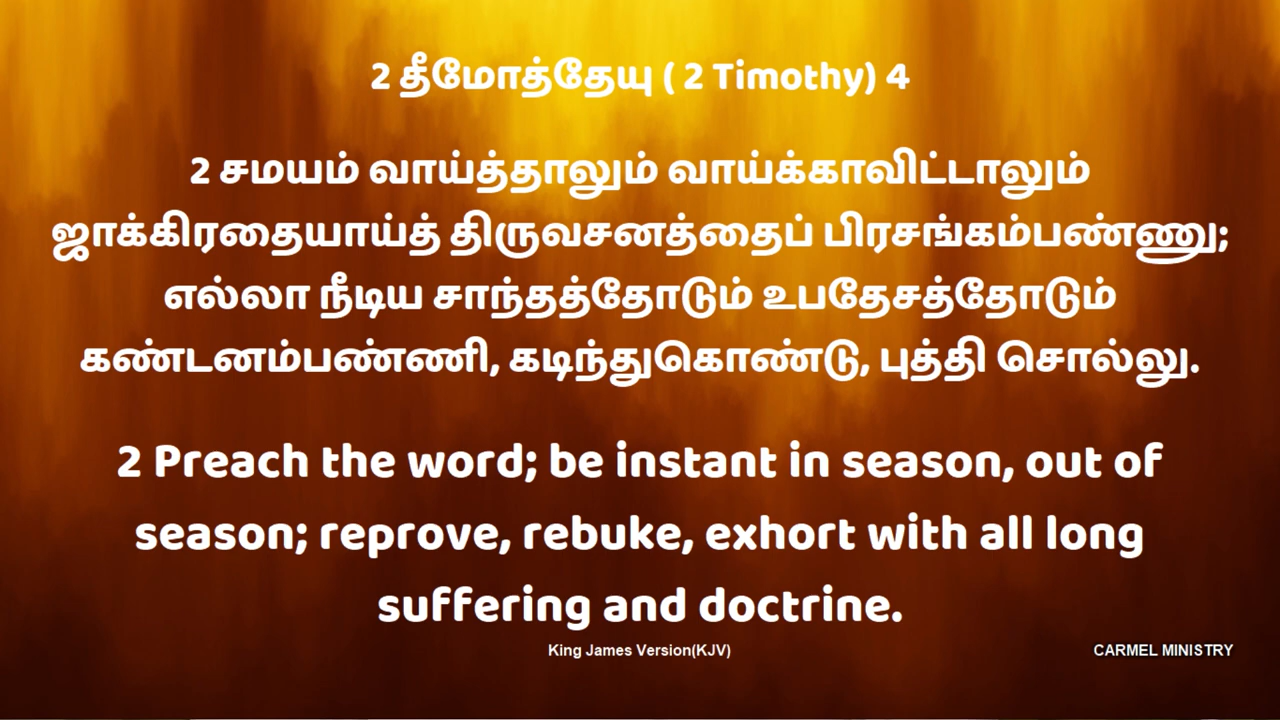 2 தீமோத்தேயு ( 2 Timothy) 4
2 சமயம் வாய்த்தாலும் வாய்க்காவிட்டாலும்
ஜாக்கிரதையாய்த் திருவசனத்தைப் பிரசங்கம்பண்ணு;
எல்லா நீடிய சாந்தத்தோடும் உபதேசத்தோடும்
கண்டனம்பண்ணி, கடிந்துகொண்டு, புத்தி சொல்லு.
2 Preach the word; be instant in season, out of
season; reprove, rebuke, exhort with all long
suffering and doctrine.
King James Version(KJV)
CARMEL MINISTRY